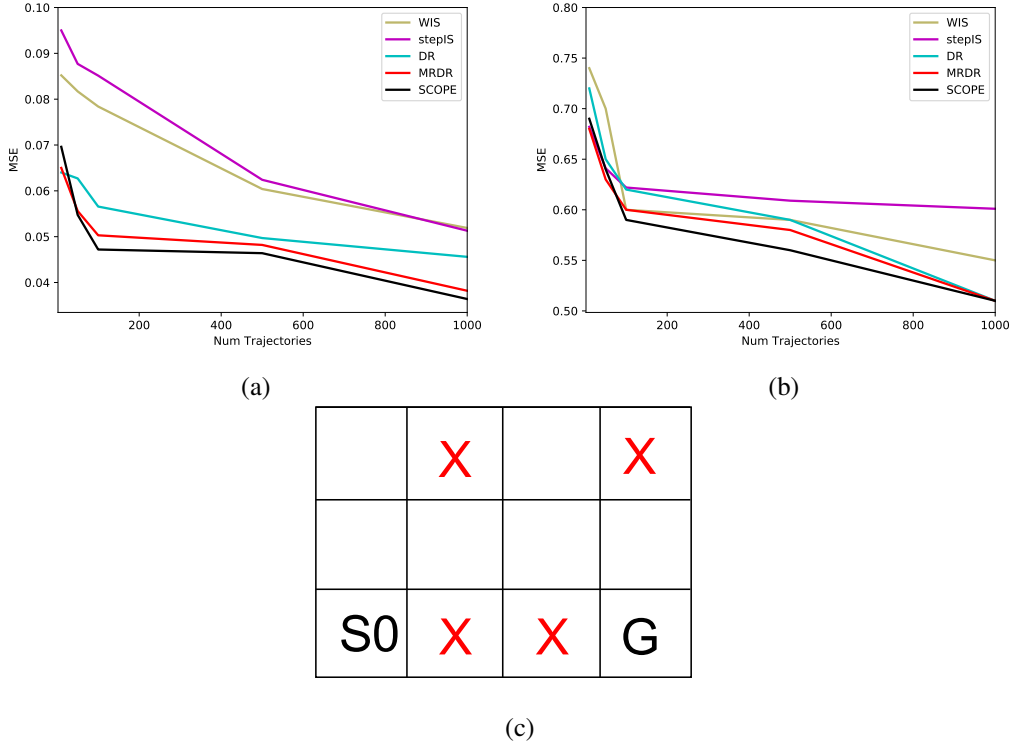 0.10
0.09
0.08
0.07
0.06
0.05
0.04
MSE
200
400
600
800
1000
Num Trajectories
WIS
stepIS
DR
MRDR
SCOPE
(a)
0.80
0.75
0.70
0.65
0.60
0.55
0.50
MSE
200
400
600
800
1000
Num Trajectories
WIS
stepIS
DR
MRDR
SCOPE
(b)
X X
S0 X X G
(c)